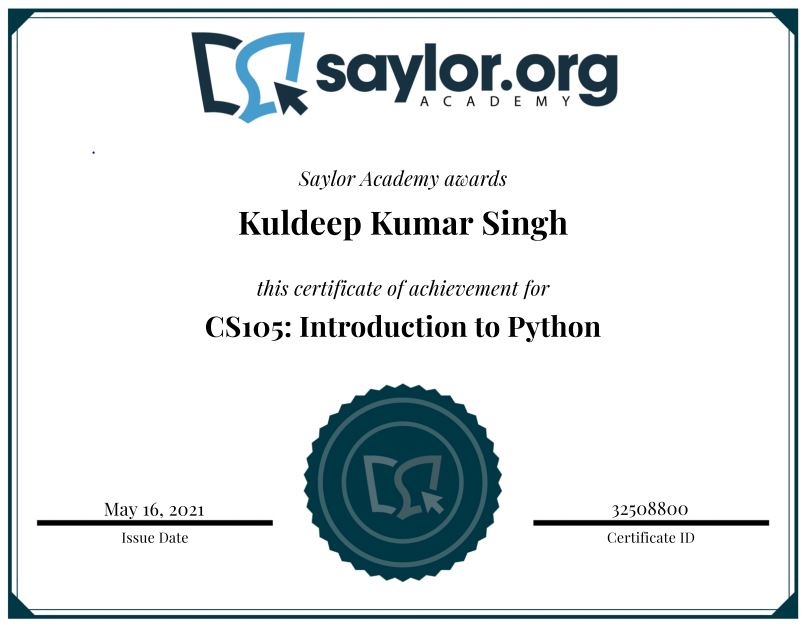 saylor.org
ACADEMY
Saylor Academy awards
Kuldeep Kumar Singh
this certificate of achievement for
CS105: Introduction to Python
May 16, 2021
Issue Date
32508800
Certificate ID